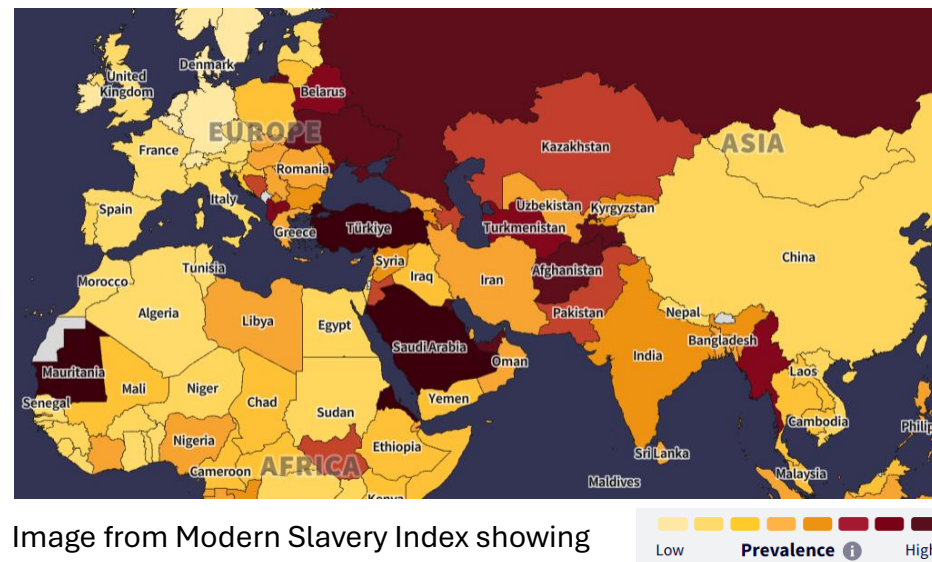 Denmark
United
Kingdom
Belarus
EUROPE
ASIA
France
Kazakhstan
Romania
Italy
Uzbekistan
Kyrgyzstan
Spain
Greece
Türkiye
Turkmenistan
China
Tunisia
Syria
Afghanistan
Morocco
Iraq
Iran
Algeria
Libya
Egypt
Pakistan
Nepal
Bangladesh
Saudi Arabia
India
Oman
Mauritania
Laos
Mali
Niger
Chad
Yemen
Senegal
Sudan
Cambodia
Philip
Nigeria
Ethiopia
Sri Lanka
Cameroon
AFRICA
Malaysia
Maldives
Kenya
Image from Modern Slavery Index showing
Low Prevalence i High